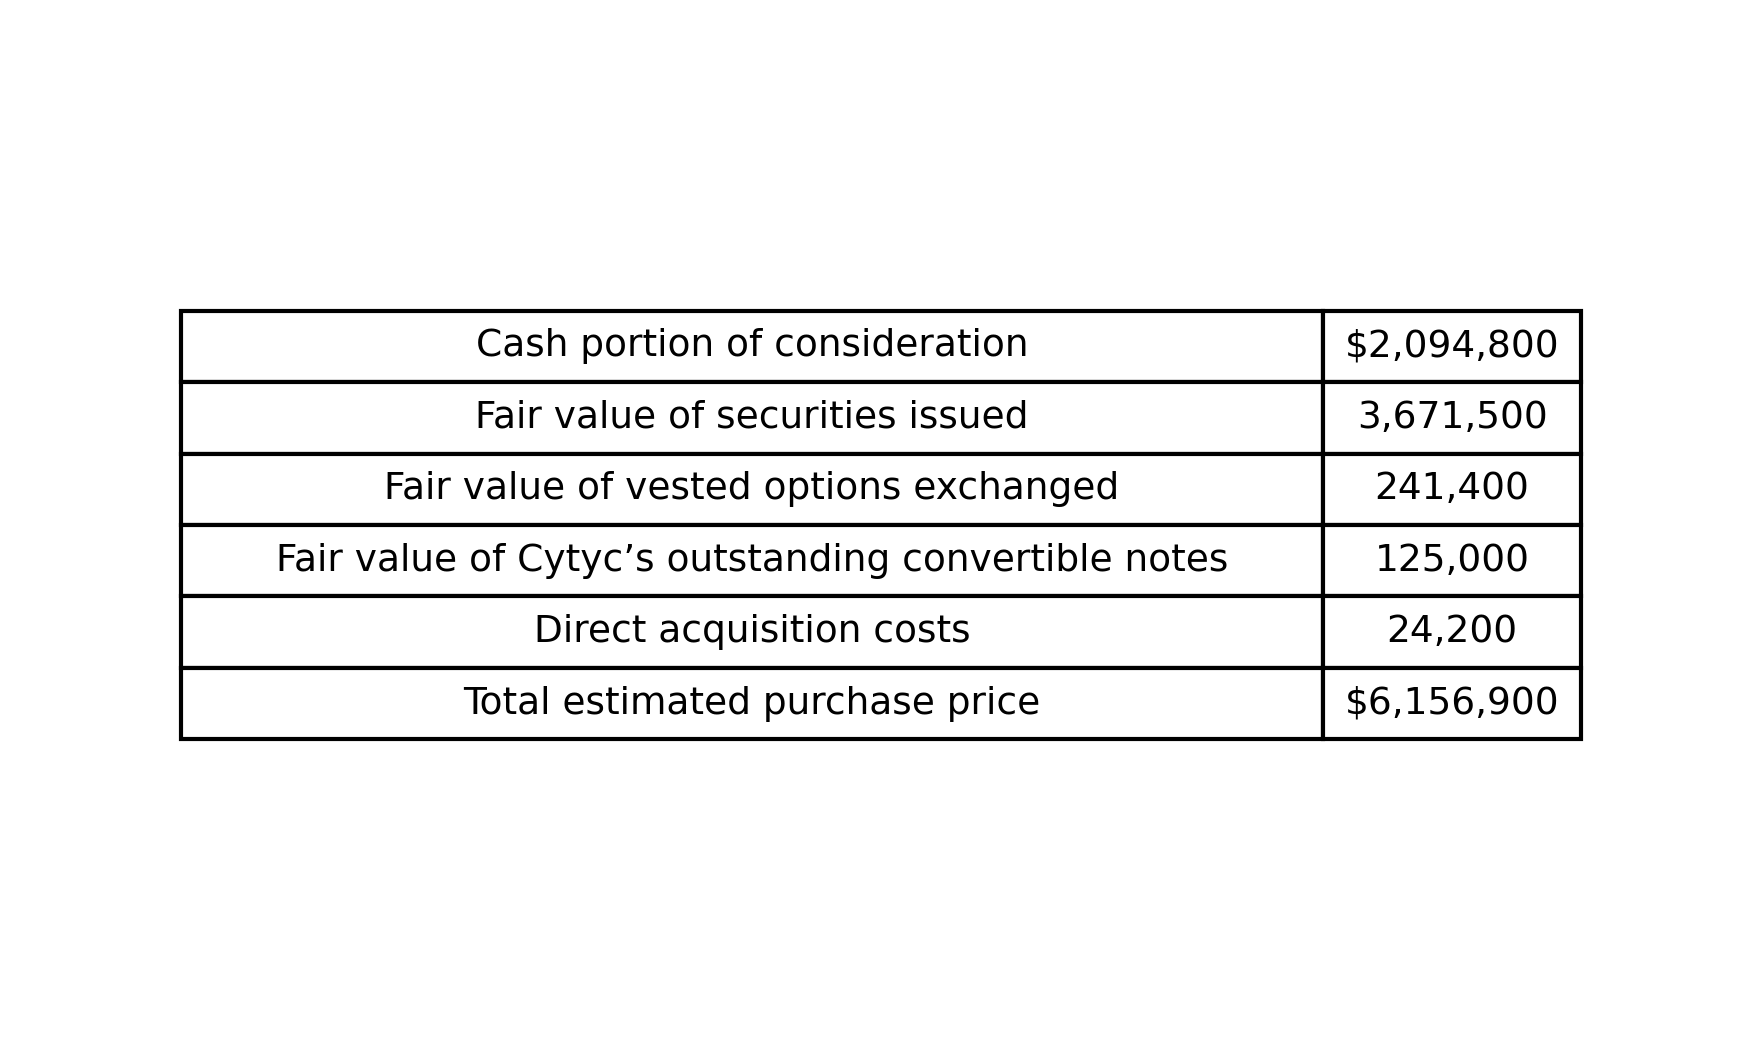 Cash portion of consideration $2,094,800
Fair value of securities issued 3,671,500
Fair value of vested options exchanged 241,400
Fair value of Cytyc’s outstanding convertible notes 125,000
Direct acquisition costs 24,200
Total estimated purchase price $6,156,900